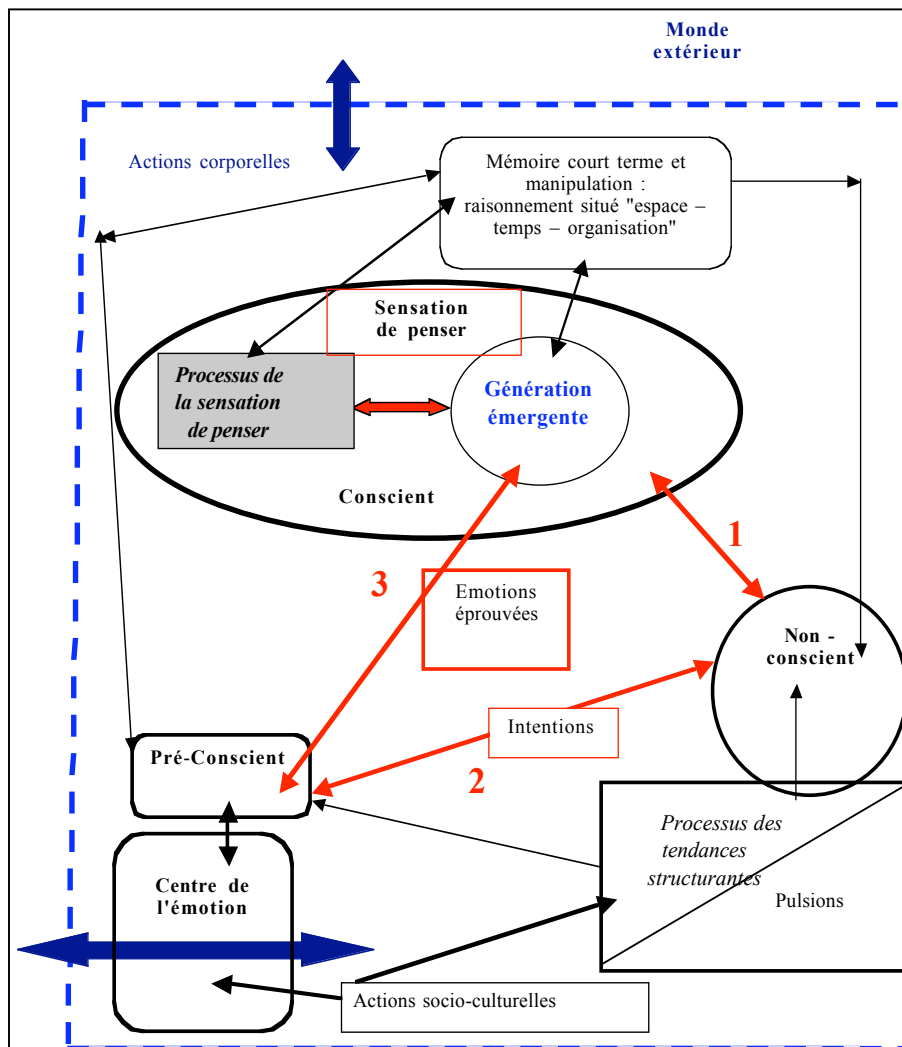 Monde
extérieur
Actions corporelles
Mémoire court terme et
manipulation :
raisonnement situé "espace –
temps – organisation"
Sensation
de penser
Processus de
la sensation
de penser
Génération
émergente
Conscient
1
3
Emotions
éprouvées
Non -
conscient
Intentions
Pré-Conscient
2
Processus des
tendances
structurantes
Pulsions
Centre de
l'émotion
Actions socio-culturelles